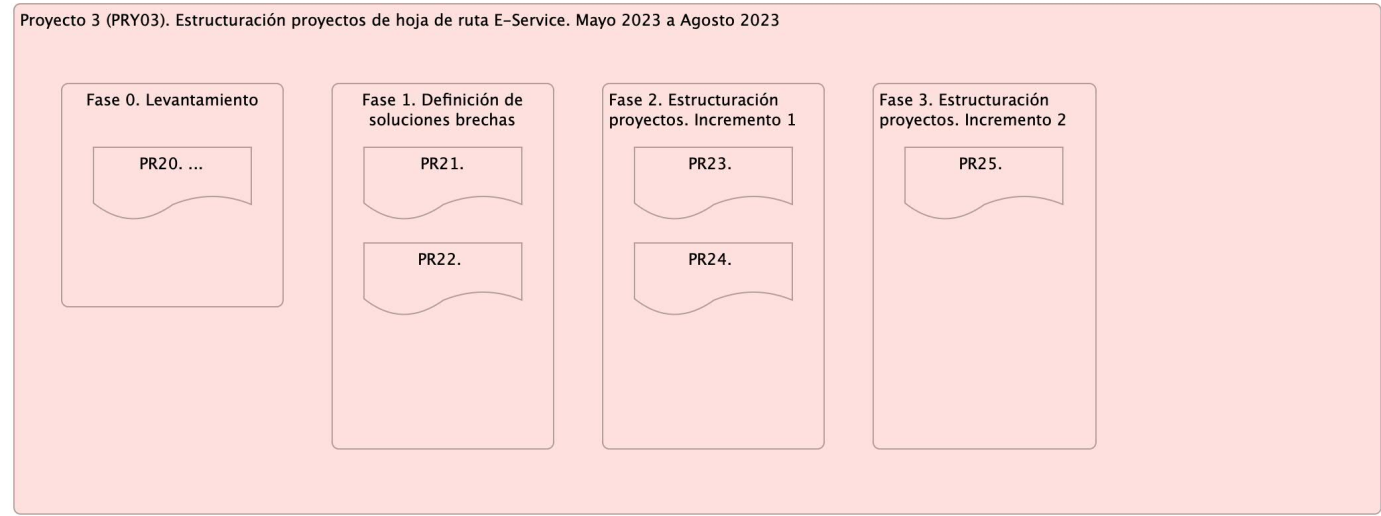 Proyecto 3 (PRY03). Estructuración proyectos de hoja de ruta E-Service. Mayo 2023 a Agosto 2023
Fase 0. Levantamiento
PR20. ...
Fase 1. Definición de
soluciones brechas
PR21.
PR22.
Fase 2. Estructuración
proyectos. Incremento 1
PR23.
PR24.
Fase 3. Estructuración
proyectos. Incremento 2
PR25.